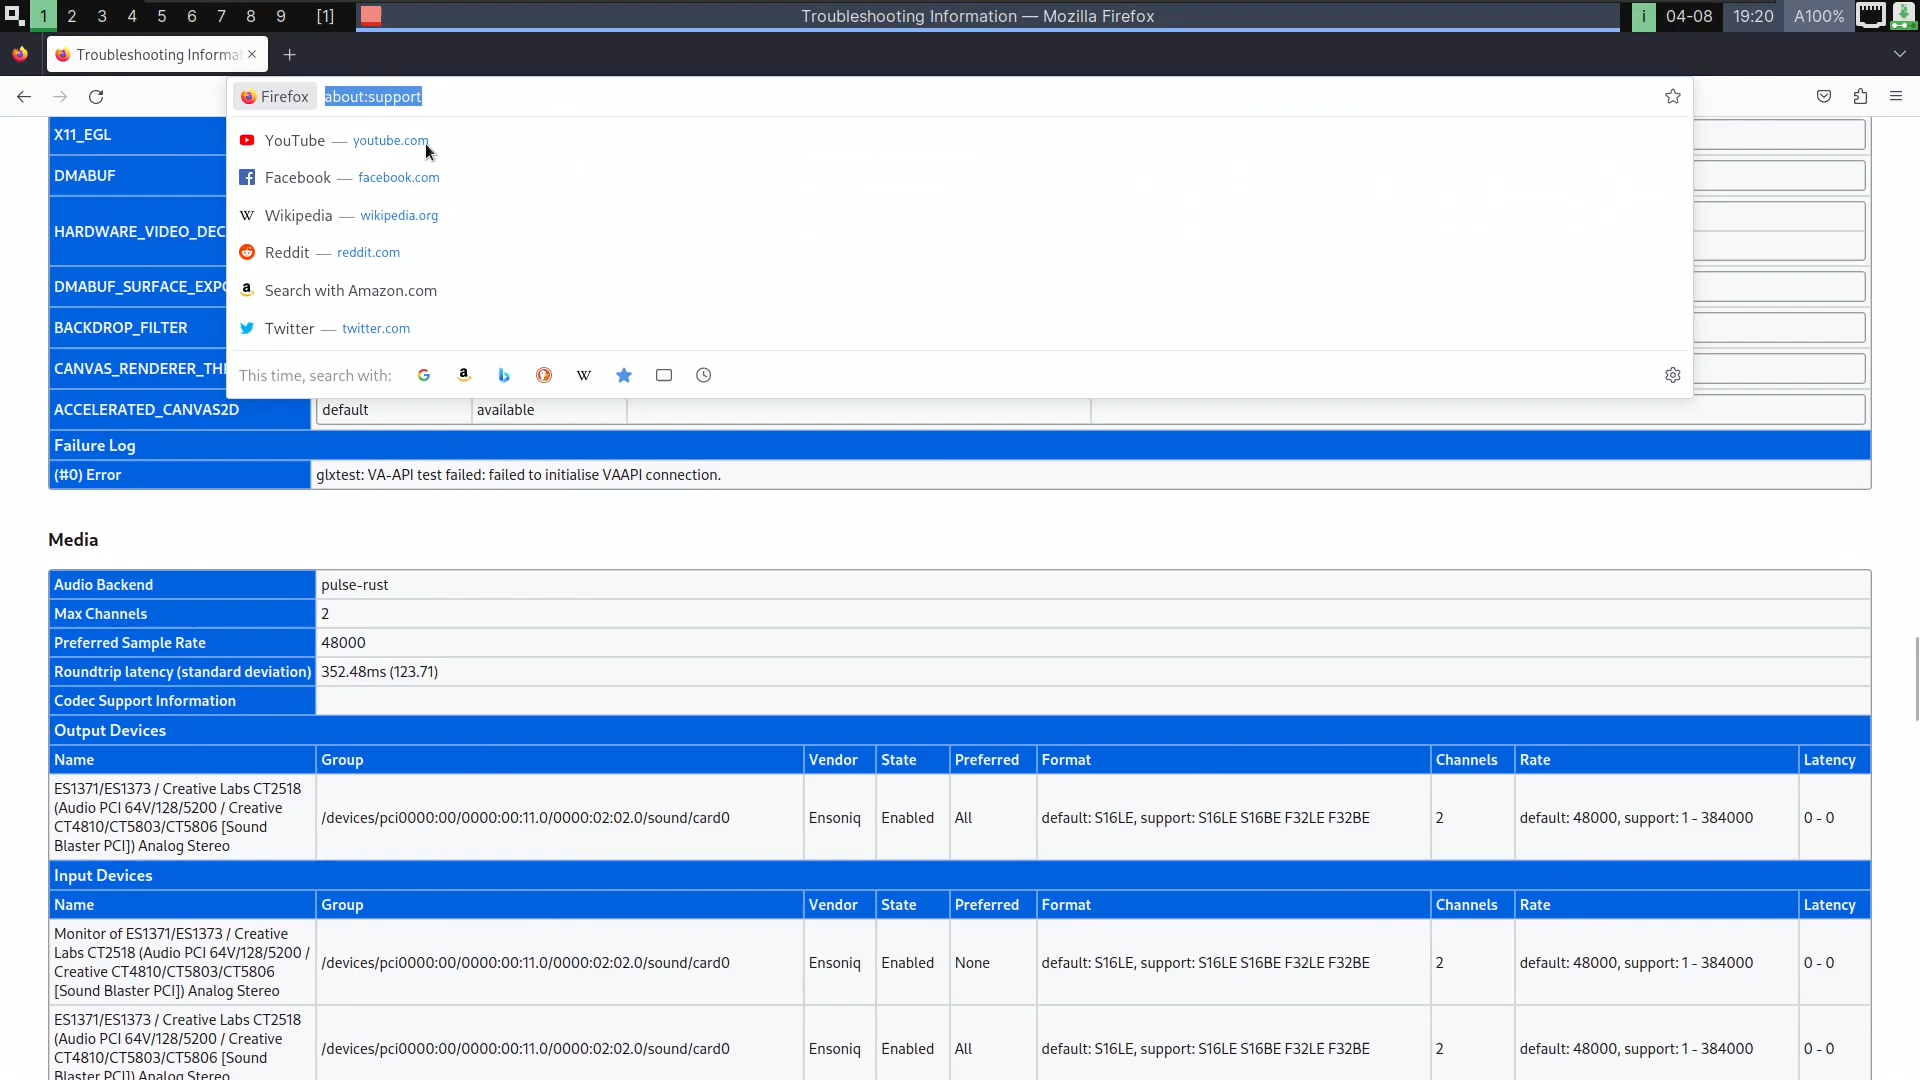 1 2 3 4 5 6 7 8 9 [1] Troubleshooting Information — Mozilla Firefox i 04-08 19:20 A100%
Troubleshooting Informat
Firefox about:support
X11_EGL
YouTube — youtube.com
DMABUF
Facebook — facebook.com
Wikipedia — wikipedia.org
HARDWARE_VIDEO_DEC
Reddit — reddit.com
DMABUF_SURFACE_EXPO
Search with Amazon.com
BACKDROP_FILTER
Twitter — twitter.com
CANVAS_RENDERER_THR
This time, search with:
ACCELERATED_CANVAS2D default available
Failure Log
(#0) Error glxtest: VA-API test failed: failed to initialise VAAPI connection.
Media
Audio Backend pulse-rust
Max Channels 2
Preferred Sample Rate 48000
Roundtrip latency (standard deviation) 352.48ms (123.71)
Codec Support Information
Output Devices
Name Group Vendor State Preferred Format Channels Rate Latency
ES1371/ES1373 / Creative Labs CT2518
(Audio PCI 64V/128/5200 / Creative
CT4810/CT5803/CT5806 [Sound
Blaster PCI]) Analog Stereo
/devices/pci0000:00/0000:00:11.0/0000:02:02.0/sound/card0 Ensoniq Enabled All default: S16LE, support: S16LE S16BE F32LE F32BE 2 default: 48000, support: 1 - 384000 0 - 0
Input Devices
Name Group Vendor State Preferred Format Channels Rate Latency
Monitor of ES1371/ES1373 / Creative
Labs CT2518 (Audio PCI 64V/128/5200 /
Creative CT4810/CT5803/CT5806
[Sound Blaster PCI]) Analog Stereo
/devices/pci0000:00/0000:00:11.0/0000:02:02.0/sound/card0 Ensoniq Enabled None default: S16LE, support: S16LE S16BE F32LE F32BE 2 default: 48000, support: 1 - 384000 0 - 0
ES1371/ES1373 / Creative Labs CT2518
(Audio PCI 64V/128/5200 / Creative
CT4810/CT5803/CT5806 [Sound
Blaster PCI]) Analog Stereo
/devices/pci0000:00/0000:00:11.0/0000:02:02.0/sound/card0 Ensoniq Enabled All default: S16LE, support: S16LE S16BE F32LE F32BE 2 default: 48000, support: 1 - 384000 0 - 0